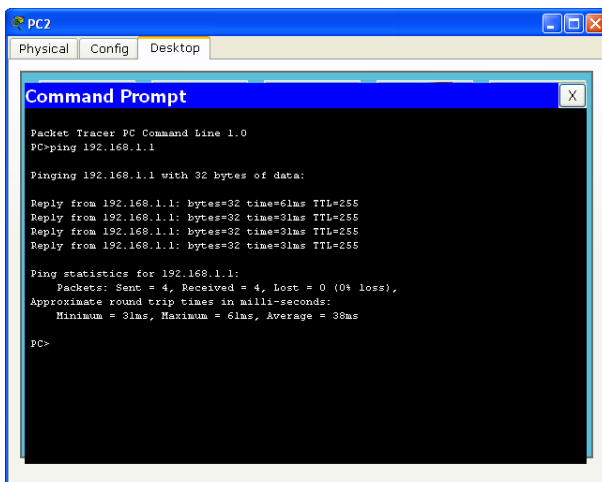 PC2
Physical Config Desktop
Command Prompt X
Packet Tracer PC Command Line 1.0
PC>ping 192.168.1.1
Pinging 192.168.1.1 with 32 bytes of data:
Reply from 192.168.1.1: bytes=32 time=61ms TTL=255
Reply from 192.168.1.1: bytes=32 time=31ms TTL=255
Reply from 192.168.1.1: bytes=32 time=31ms TTL=255
Reply from 192.168.1.1: bytes=32 time=31ms TTL=255
Ping statistics for 192.168.1.1:
Packets: Sent = 4, Received = 4, Lost = 0 (0% loss),
Approximate round trip times in milli-seconds:
Minimum = 31ms, Maximum = 61ms, Average = 38ms
PC>